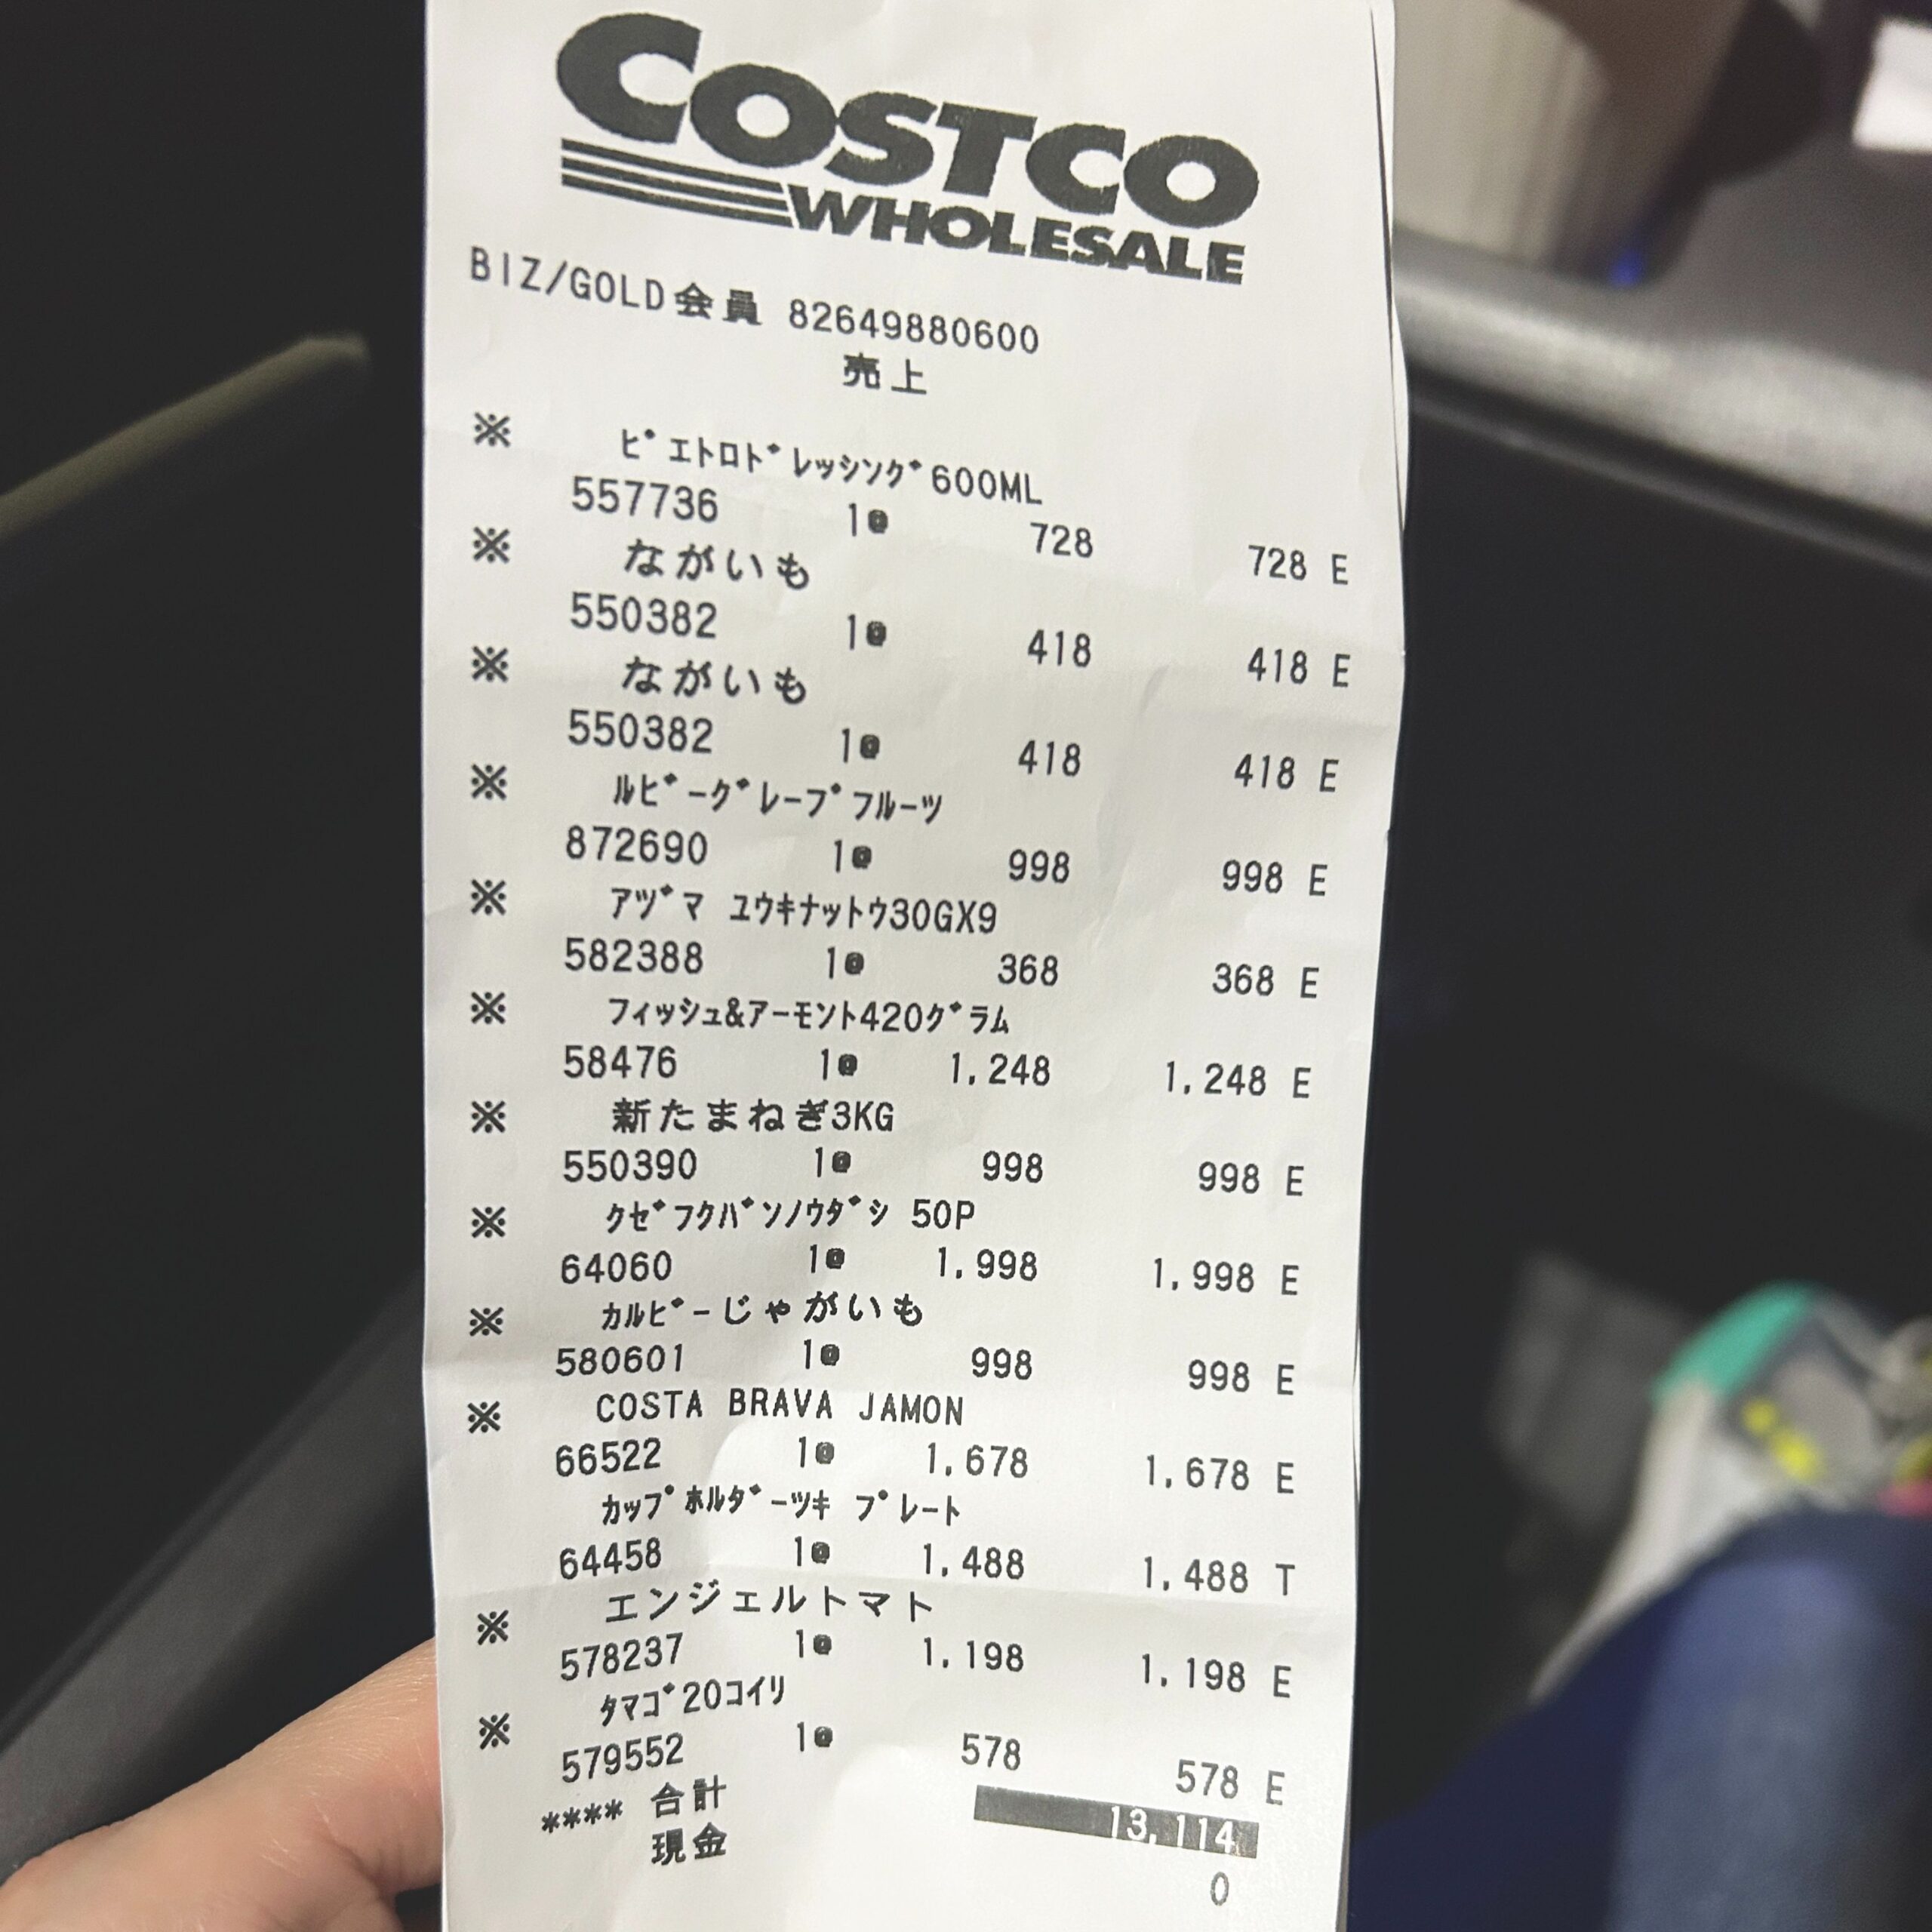 COSTCO
WHOLESALE
BIZ/GOLD会員 82649880600
売上
※ ﾋﾟｴﾄﾛﾄﾞﾚｯｼﾝｸﾞ600ML
557736 1@ 728 728 E
※ ながいも
550382 1@ 418 418 E
※ ながいも
550382 1@ 418 418 E
※ ﾙﾋﾞｰｸﾞﾚｰﾌﾟﾌﾙｰﾂ
872690 1@ 998 998 E
※ ｱﾂﾞﾏ ﾕｳｷﾅｯﾄｳ30GX9
582388 1@ 368 368 E
※ ﾌｨｯｼｭ&ｱｰﾓﾝﾄ420ｸﾞﾗﾑ
58476 1@ 1,248 1,248 E
※ 新たまねぎ3KG
550390 1@ 998 998 E
※ ｸｾﾞﾌｸﾊﾞﾝﾉｳﾀﾞｼ 50P
64060 1@ 1,998 1,998 E
※ ｶﾙﾋﾞｰじゃがいも
580601 1@ 998 998 E
※ COSTA BRAVA JAMON
66522 1@ 1,678 1,678 E
ｶｯﾌﾟﾎﾙﾀﾞｰﾂｷ ﾌﾟﾚｰﾄ
64458 1@ 1,488 1,488 T
※ エンジェルトマト
578237 1@ 1,198 1,198 E
※ ﾀﾏｺﾞ20ｺｲﾘ
579552 1@ 578 578 E
**** 合計 13,114
現金 0